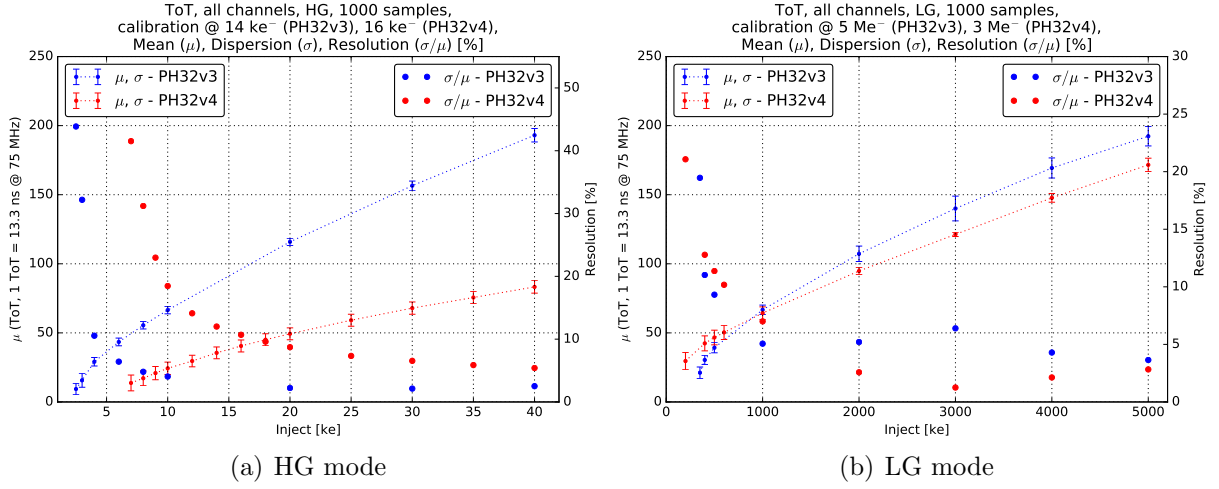 ToT, all channels, HG, 1000 samples,
calibration @ 14 ke⁻ (PH32v3), 16 ke⁻ (PH32v4),
Mean (μ), Dispersion (σ), Resolution (σ/μ) [%]
μ, σ - PH32v3
μ, σ - PH32v4
σ/μ - PH32v3
σ/μ - PH32v4
μ (ToT, 1 ToT = 13.3 ns @ 75 MHz)
250
200
150
100
50
0
50
40
30
20
10
0
Resolution [%]
5 10 15 20 25 30 35 40
Inject [ke]
(a) HG mode
ToT, all channels, LG, 1000 samples,
calibration @ 5 Me⁻ (PH32v3), 3 Me⁻ (PH32v4),
Mean (μ), Dispersion (σ), Resolution (σ/μ) [%]
μ, σ - PH32v3
μ, σ - PH32v4
σ/μ - PH32v3
σ/μ - PH32v4
μ (ToT, 1 ToT = 13.3 ns @ 75 MHz)
250
200
150
100
50
0
30
25
20
15
10
5
0
Resolution [%]
0 1000 2000 3000 4000 5000
Inject [ke]
(b) LG mode